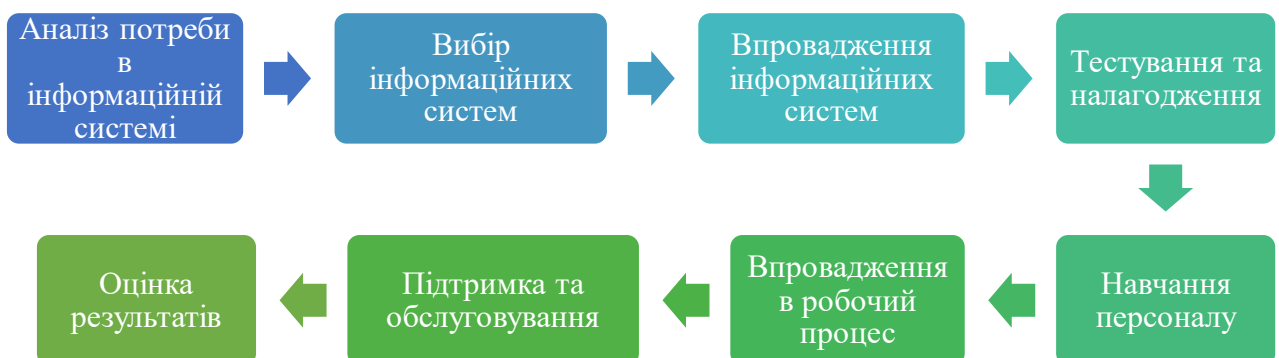 Аналіз потреби
в
інформаційній
системі
Вибір
інформаційних
систем
Впровадження
інформаційних
систем
Тестування та
налагодження
Навчання
персоналу
Впровадження
в робочий
процес
Підтримка та
обслуговування
Оцінка
результатів